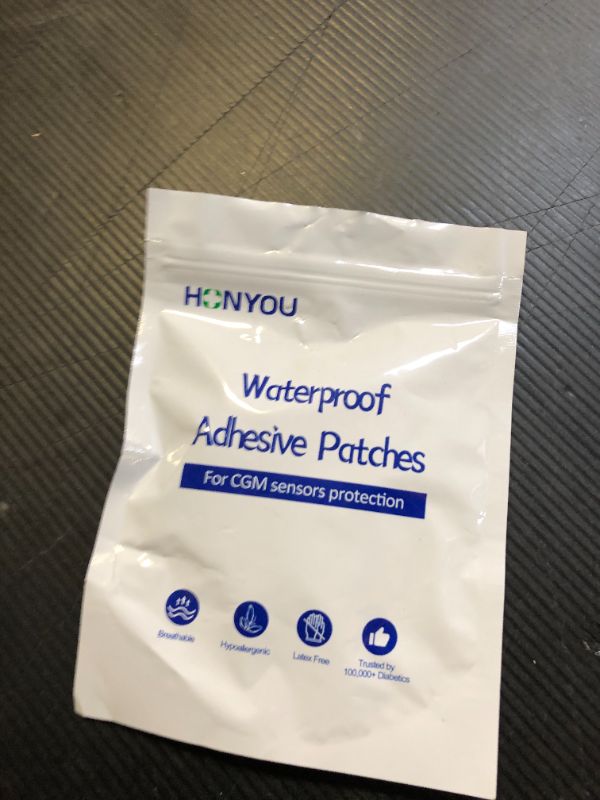 HONYOU
Waterproof
Adhesive Patches
For CGM sensors protection
Breathable
Hypoallergenic
Latex Free
Trusted by
100,000+ Diabetics